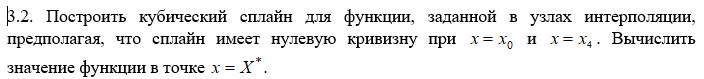 3.2. Построить кубический сплайн для функции, заданной в узлах интерполяции,
предполагая, что сплайн имеет нулевую кривизну при x = x₀ и x = x₄. Вычислить
значение функции в точке x = X*.